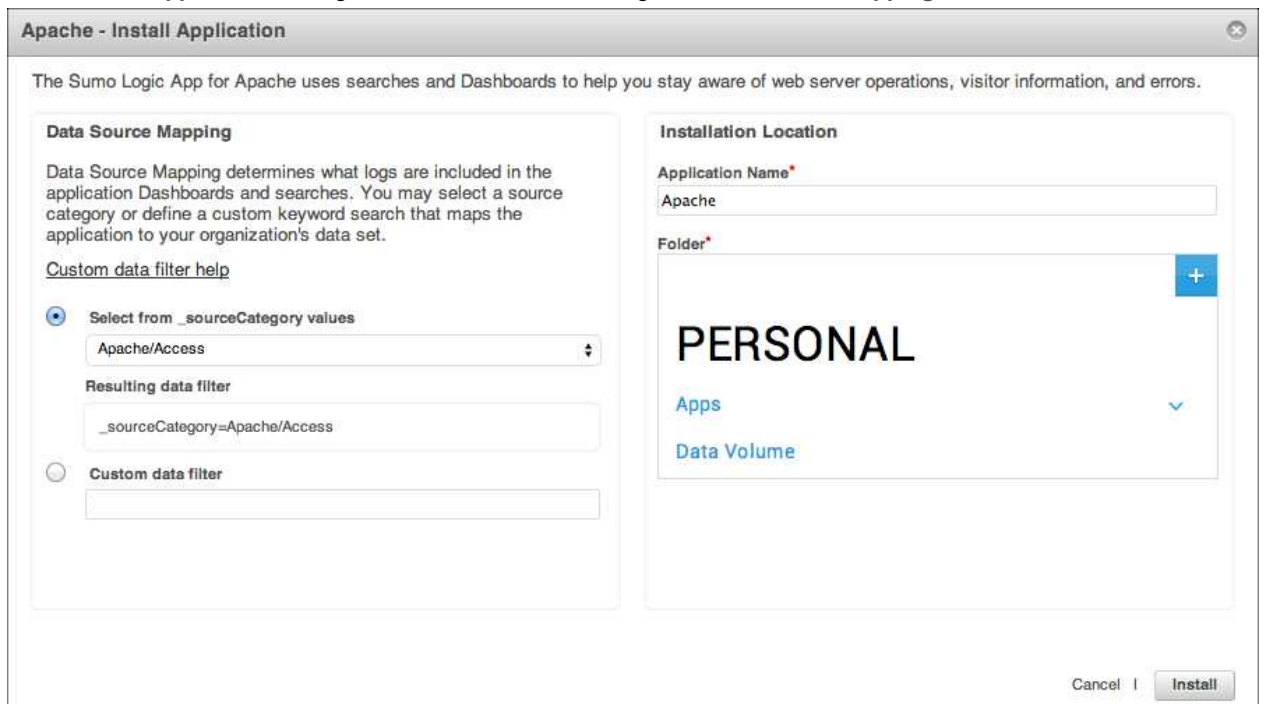 Apache - Install Application
The Sumo Logic App for Apache uses searches and Dashboards to help you stay aware of web server operations, visitor information, and errors.
Data Source Mapping
Data Source Mapping determines what logs are included in the
application Dashboards and searches. You may select a source
category or define a custom keyword search that maps the
application to your organization's data set.
Custom data filter help
Select from _sourceCategory values
Apache/Access
Resulting data filter
_sourceCategory=Apache/Access
Custom data filter
Installation Location
Application Name*
Apache
Folder*
+
PERSONAL
Apps
Data Volume
Cancel | Install